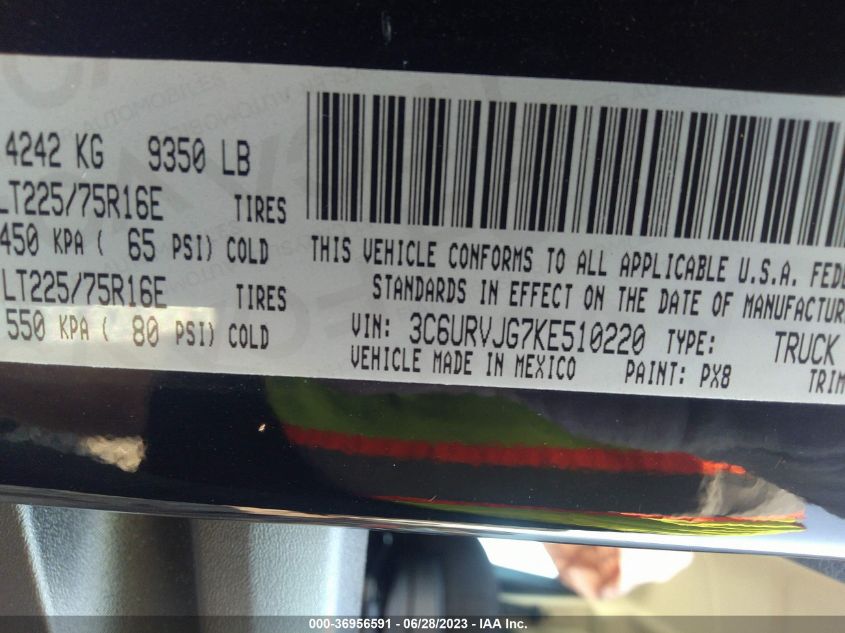 4242 KG 9350 LB
LT225/75R16E TIRES
450 KPA ( 65 PSI) COLD
LT225/75R16E TIRES
550 KPA ( 80 PSI) COLD
THIS VEHICLE CONFORMS TO ALL APPLICABLE U.S.A. FEDE
STANDARDS IN EFFECT ON THE DATE OF MANUFACTUR
VIN: 3C6URVJG7KE510220 TYPE: TRUCK
VEHICLE MADE IN MEXICO PAINT: PX8 TRIM
000-36956591 - 06/28/2023 - IAA Inc.